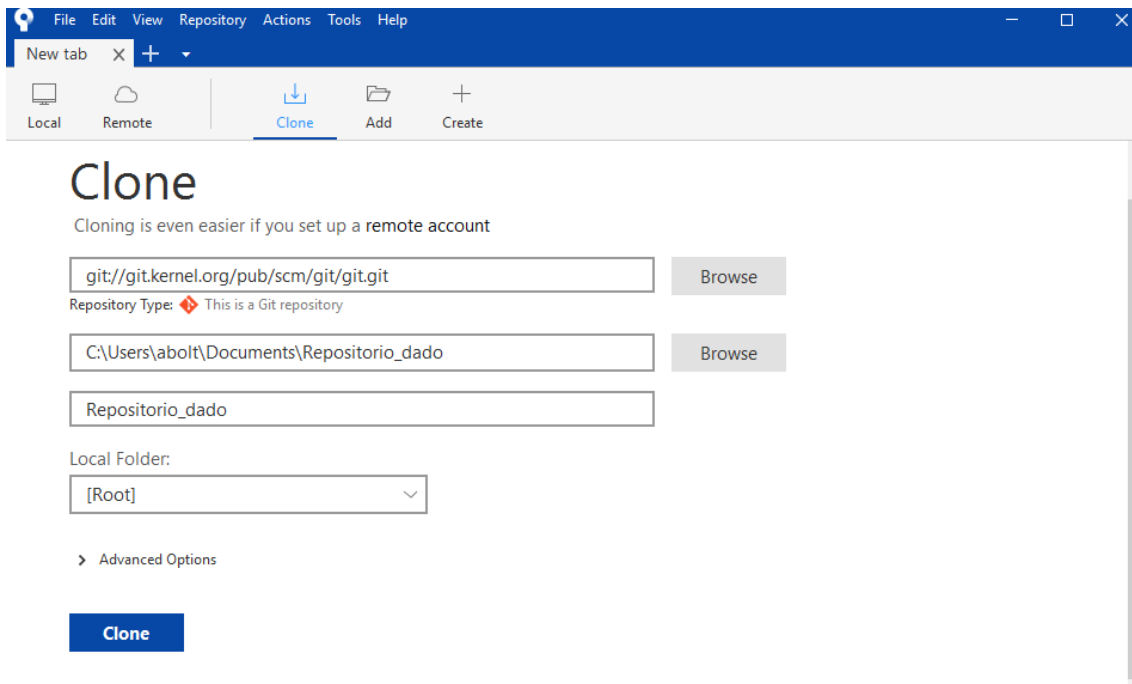 File Edit View Repository Actions Tools Help
New tab
Local Remote Clone Add Create
Clone
Cloning is even easier if you set up a remote account
git://git.kernel.org/pub/scm/git/git.git Browse
Repository Type: This is a Git repository
C:\Users\abolt\Documents\Repositorio_dado Browse
Repositorio_dado
Local Folder:
[Root]
Advanced Options
Clone